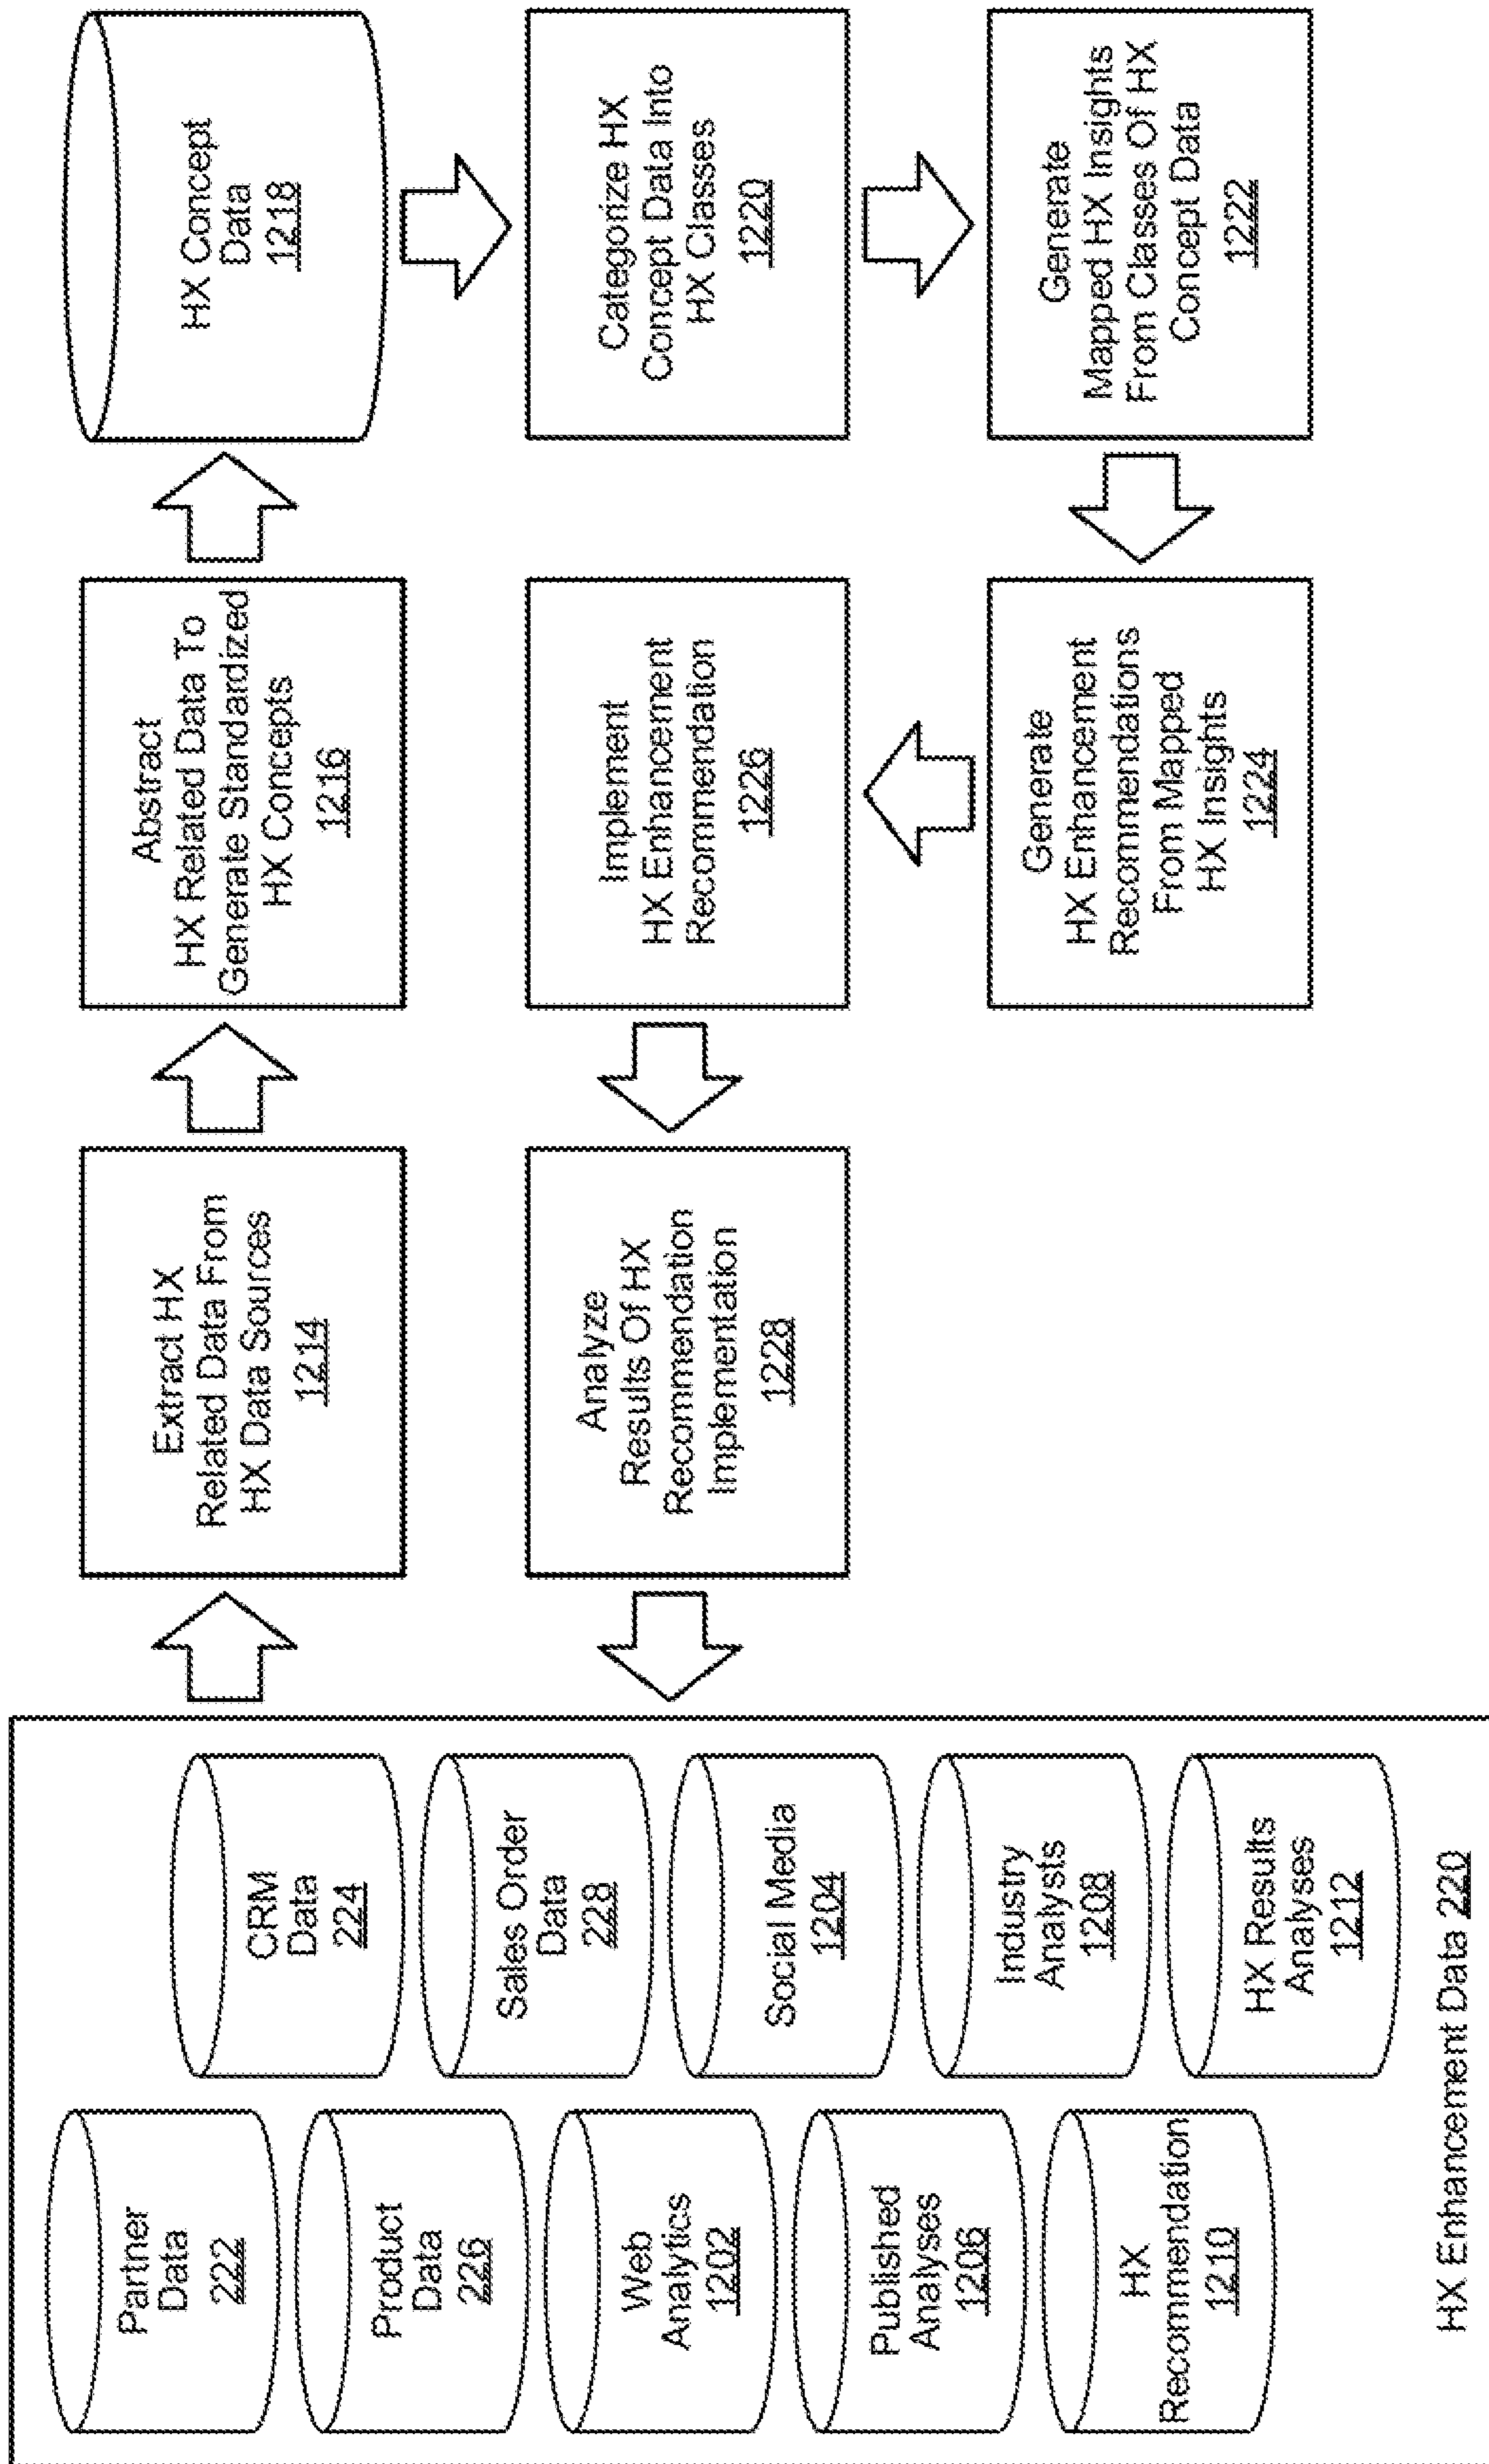 Partner
Data
222
CRM
Data
224
Product
Data
226
Sales Order
Data
228
Web
Analytics
1202
Social Media
1204
Published
Analyses
1206
Industry
Analysts
1208
HX
Recommendation
1210
HX Results
Analyses
1212
HX Enhancement Data 220
Extract HX
Related Data From
HX Data Sources
1214
Abstract
HX Related Data To
Generate Standardized
HX Concepts
1216
HX Concept
Data
1218
Categorize HX
Concept Data Into
HX Classes
1220
Generate
Mapped HX Insights
From Classes Of HX
Concept Data
1222
Generate
HX Enhancement
Recommendations
From Mapped
HX Insights
1224
Implement
HX Enhancement
Recommendation
1226
Analyze
Results Of HX
Recommendation
Implementation
1228